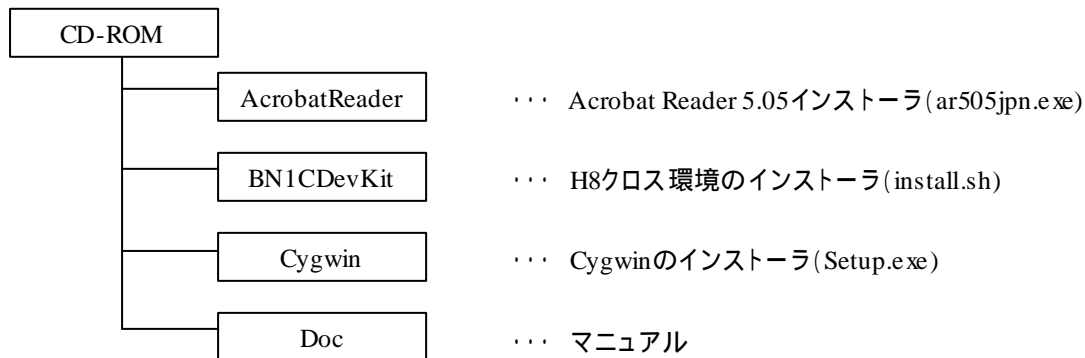 CD-ROM
AcrobatReader ・・・ Acrobat Reader 5.05インストーラ(ar505jpn.exe)
BN1CDevKit ・・・ H8クロス環境のインストーラ(install.sh)
Cygwin ・・・ Cygwinのインストーラ(Setup.exe)
Doc ・・・ マニュアル